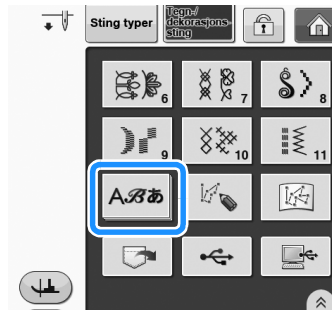 Sting typer
Tegn-/
dekorasjons-
sting
6
7
8
9
10
11
Aℬあ